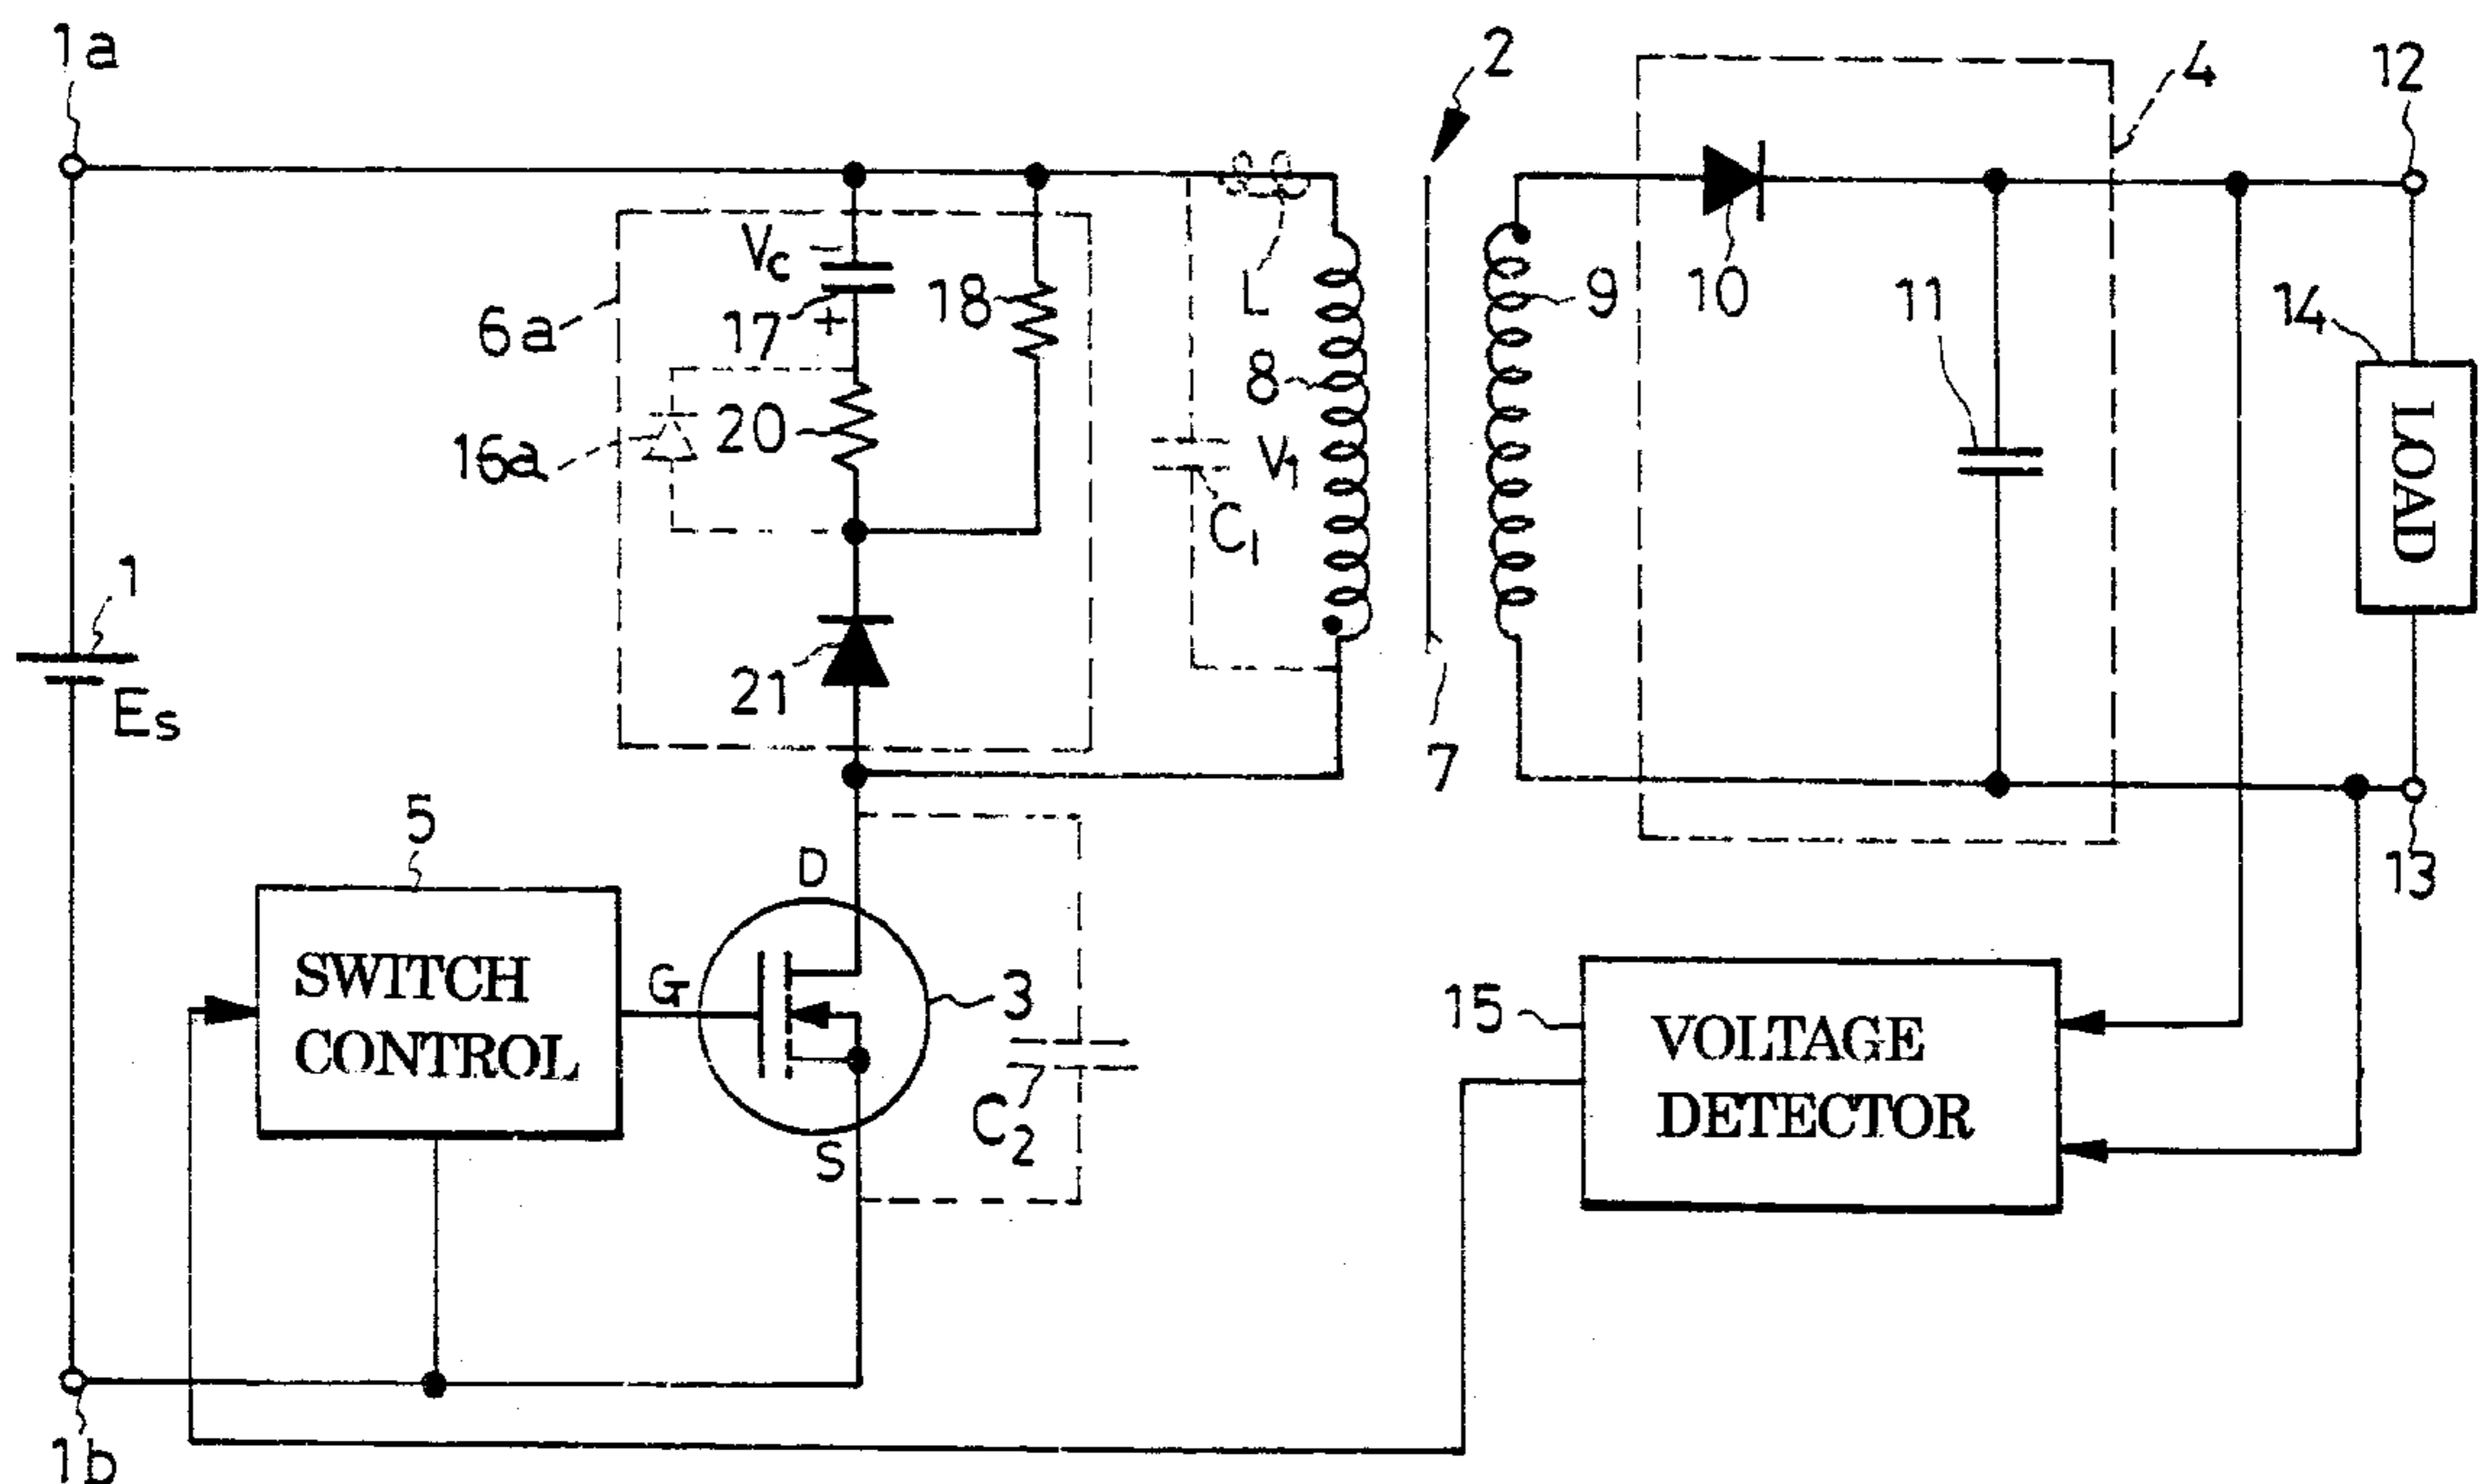 1a
2
4
12
Vc
−
17
+
18
6a
L
8
9
10
11
14
LOAD
16a
20
V1
C1
1
Es
21
7
5
D
13
SWITCH
CONTROL
G
3
15
VOLTAGE
DETECTOR
C2
S
1b